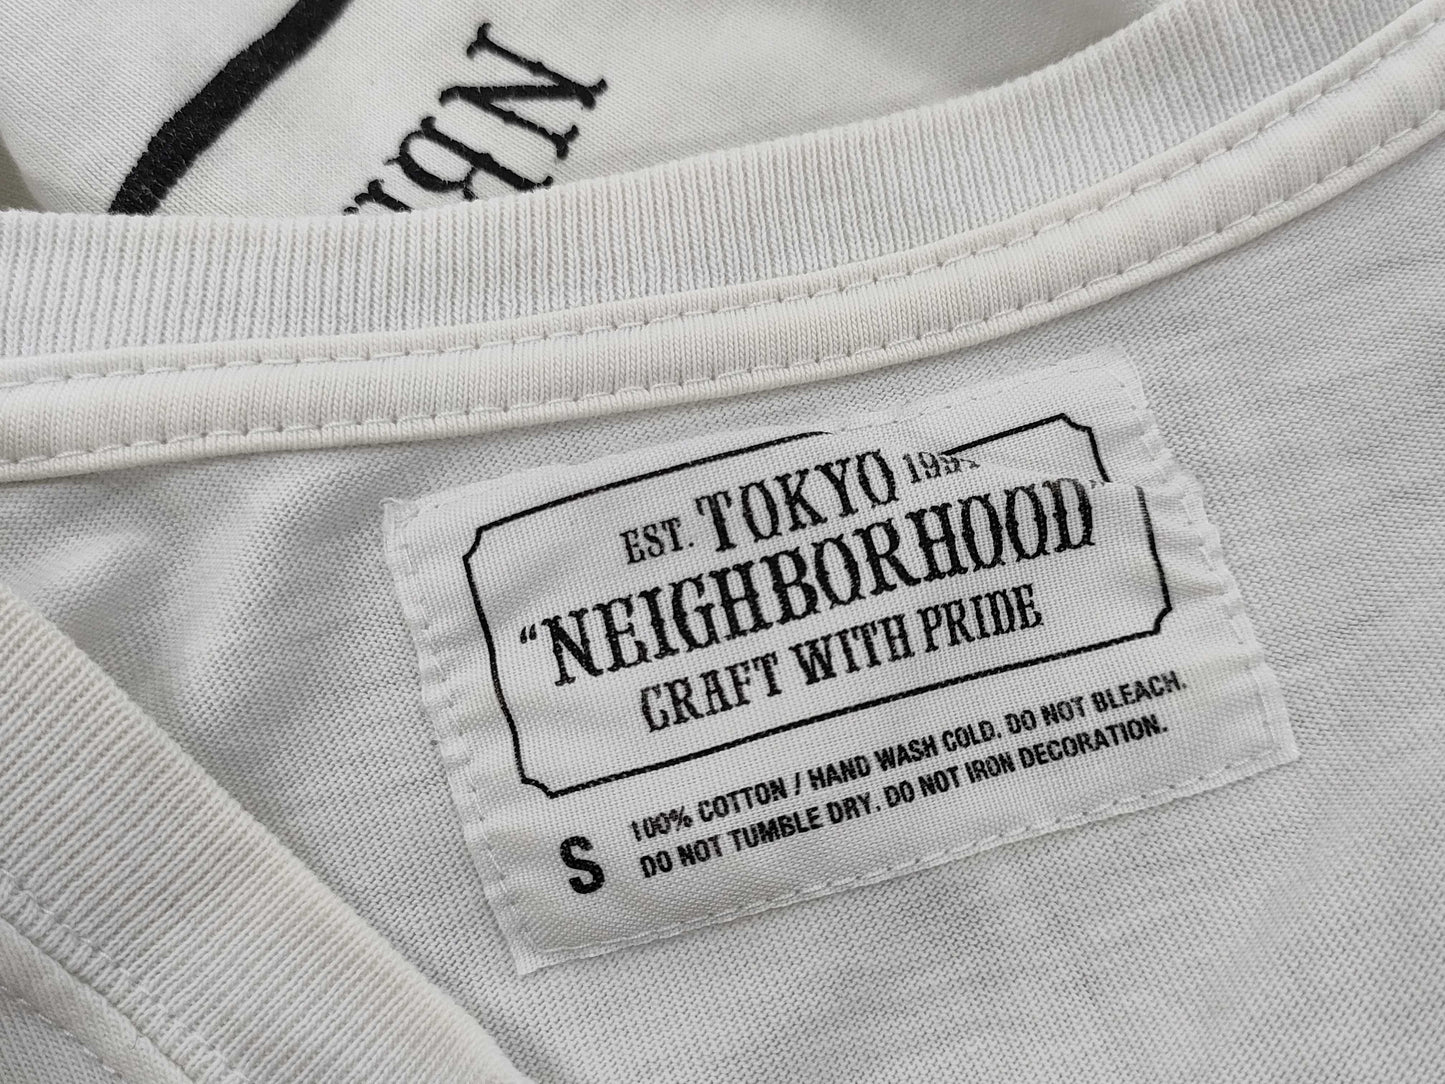 NB
EST. TOKYO
"NEIGHBORHOOD"
CRAFT WITH PRIDE
S
100% COTTON / HAND WASH COLD. DO NOT BLEACH.
DO NOT TUMBLE DRY. DO NOT IRON DECORATION.